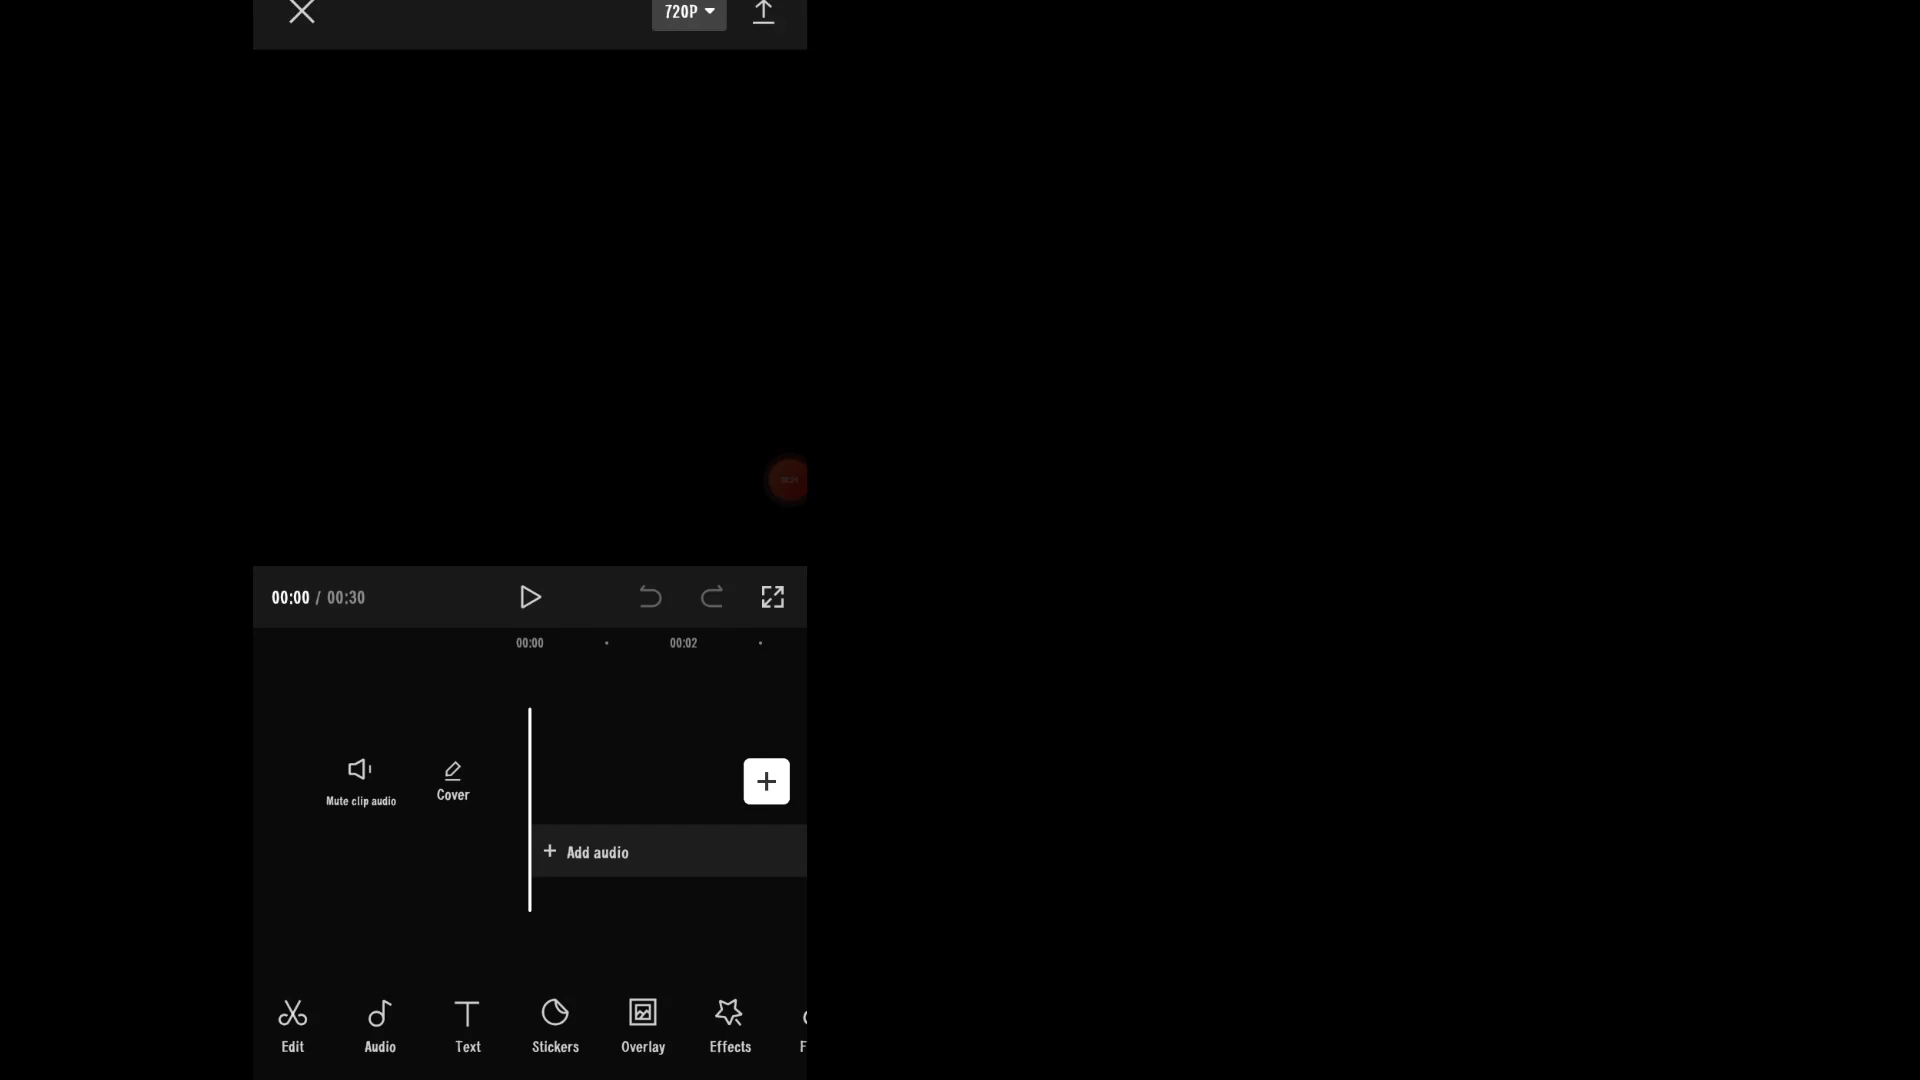 720P
00:00 / 00:30
00:00
00:02
Mute clip audio
Cover
+ Add audio
Edit
Audio
Text
Stickers
Overlay
Effects
F